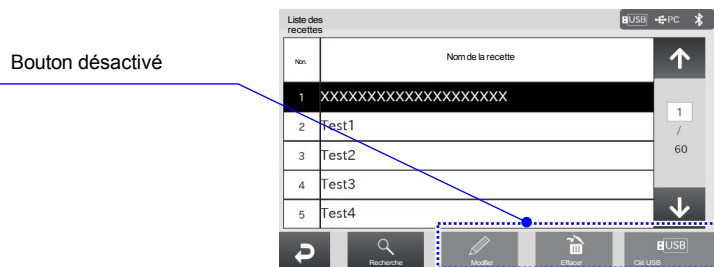 Liste des
recettes
USB PC
Non. Nom de la recette
Bouton désactivé
1 XXXXXXXXXXXXXXXXXXXX
2 Test1
3 Test2
4 Test3
5 Test4
1
/
60
Recherche Modifier Effacer USB
Clé USB